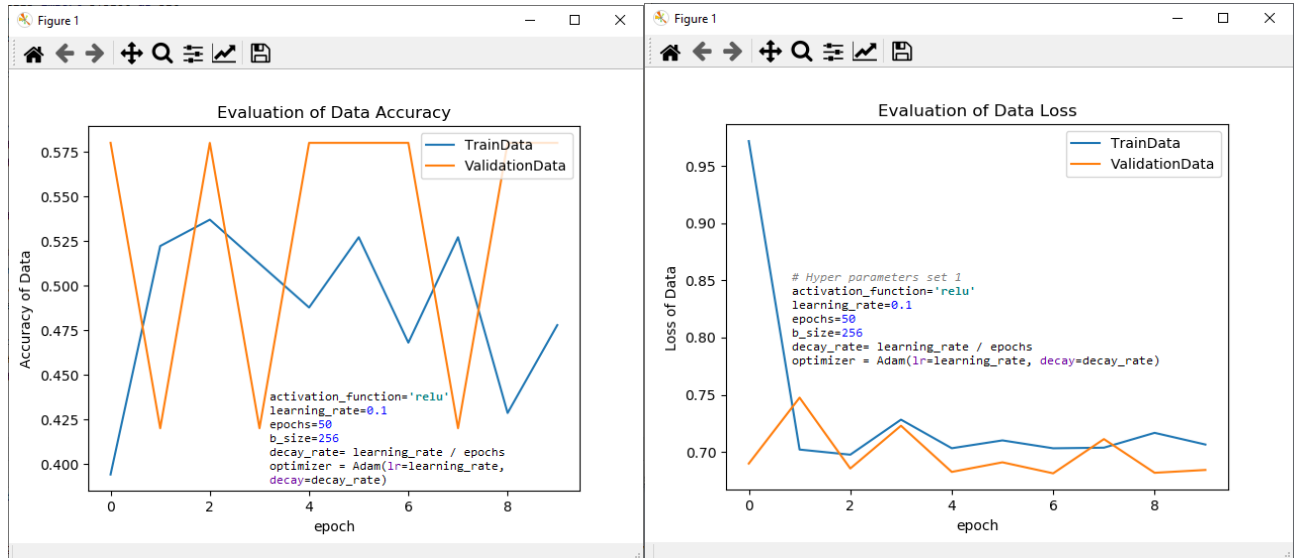 Figure 1
Evaluation of Data Accuracy
TrainData
ValidationData
0.575
0.550
0.525
0.500
0.475
0.450
0.425
0.400
Accuracy of Data
activation_function='relu'
learning_rate=0.1
epochs=50
b_size=256
decay_rate= learning_rate / epochs
optimizer = Adam(lr=learning_rate,
decay=decay_rate)
0 2 4 6 8
epoch
Figure 1
Evaluation of Data Loss
TrainData
ValidationData
0.95
0.90
0.85
0.80
0.75
0.70
Loss of Data
# Hyper parameters set 1
activation_function='relu'
learning_rate=0.1
epochs=50
b_size=256
decay_rate= learning_rate / epochs
optimizer = Adam(lr=learning_rate, decay=decay_rate)
0 2 4 6 8
epoch